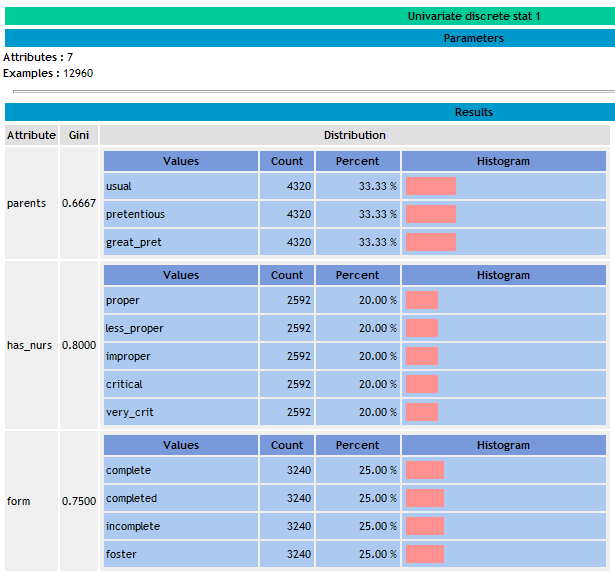 Univariate discrete stat 1
Parameters
Attributes : 7
Examples : 12960
Results
Attribute Gini Distribution
Values Count Percent Histogram
usual 4320 33.33 %
parents 0.6667
pretentious 4320 33.33 %
great_pret 4320 33.33 %
Values Count Percent Histogram
proper 2592 20.00 %
less_proper 2592 20.00 %
has_nurs 0.8000
improper 2592 20.00 %
critical 2592 20.00 %
very_crit 2592 20.00 %
Values Count Percent Histogram
complete 3240 25.00 %
completed 3240 25.00 %
form 0.7500
incomplete 3240 25.00 %
foster 3240 25.00 %